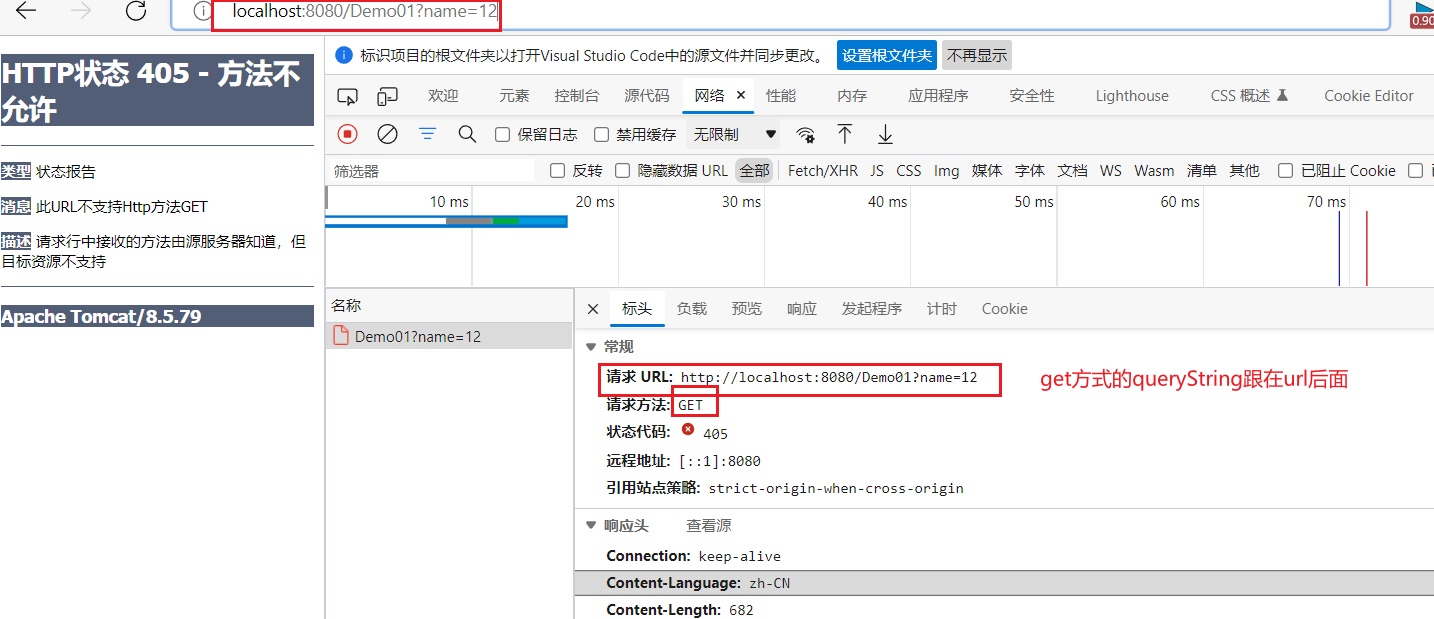 localhost:8080/Demo01?name=12
0.90
HTTP状态 405 - 方法不
允许
类型 状态报告
消息 此URL不支持Http方法GET
描述 请求行中接收的方法由源服务器知道，但
目标资源不支持
Apache Tomcat/8.5.79
标识项目的根文件夹以打开Visual Studio Code中的源文件并同步更改。 设置根文件夹 不再显示
欢迎 元素 控制台 源代码 网络 × 性能 内存 应用程序 安全性 Lighthouse CSS 概述 Cookie Editor
保留日志 禁用缓存 无限制
筛选器 反转 隐藏数据 URL 全部 Fetch/XHR JS CSS Img 媒体 字体 文档 WS Wasm 清单 其他 已阻止 Cookie
10 ms 20 ms 30 ms 40 ms 50 ms 60 ms 70 ms
名称
Demo01?name=12
× 标头 负载 预览 响应 发起程序 计时 Cookie
常规
请求 URL: http://localhost:8080/Demo01?name=12
get方式的queryString跟在url后面
请求方法: GET
状态代码: 405
远程地址: [::1]:8080
引用站点策略: strict-origin-when-cross-origin
响应头 查看源
Connection: keep-alive
Content-Language: zh-CN
Content-Length: 682